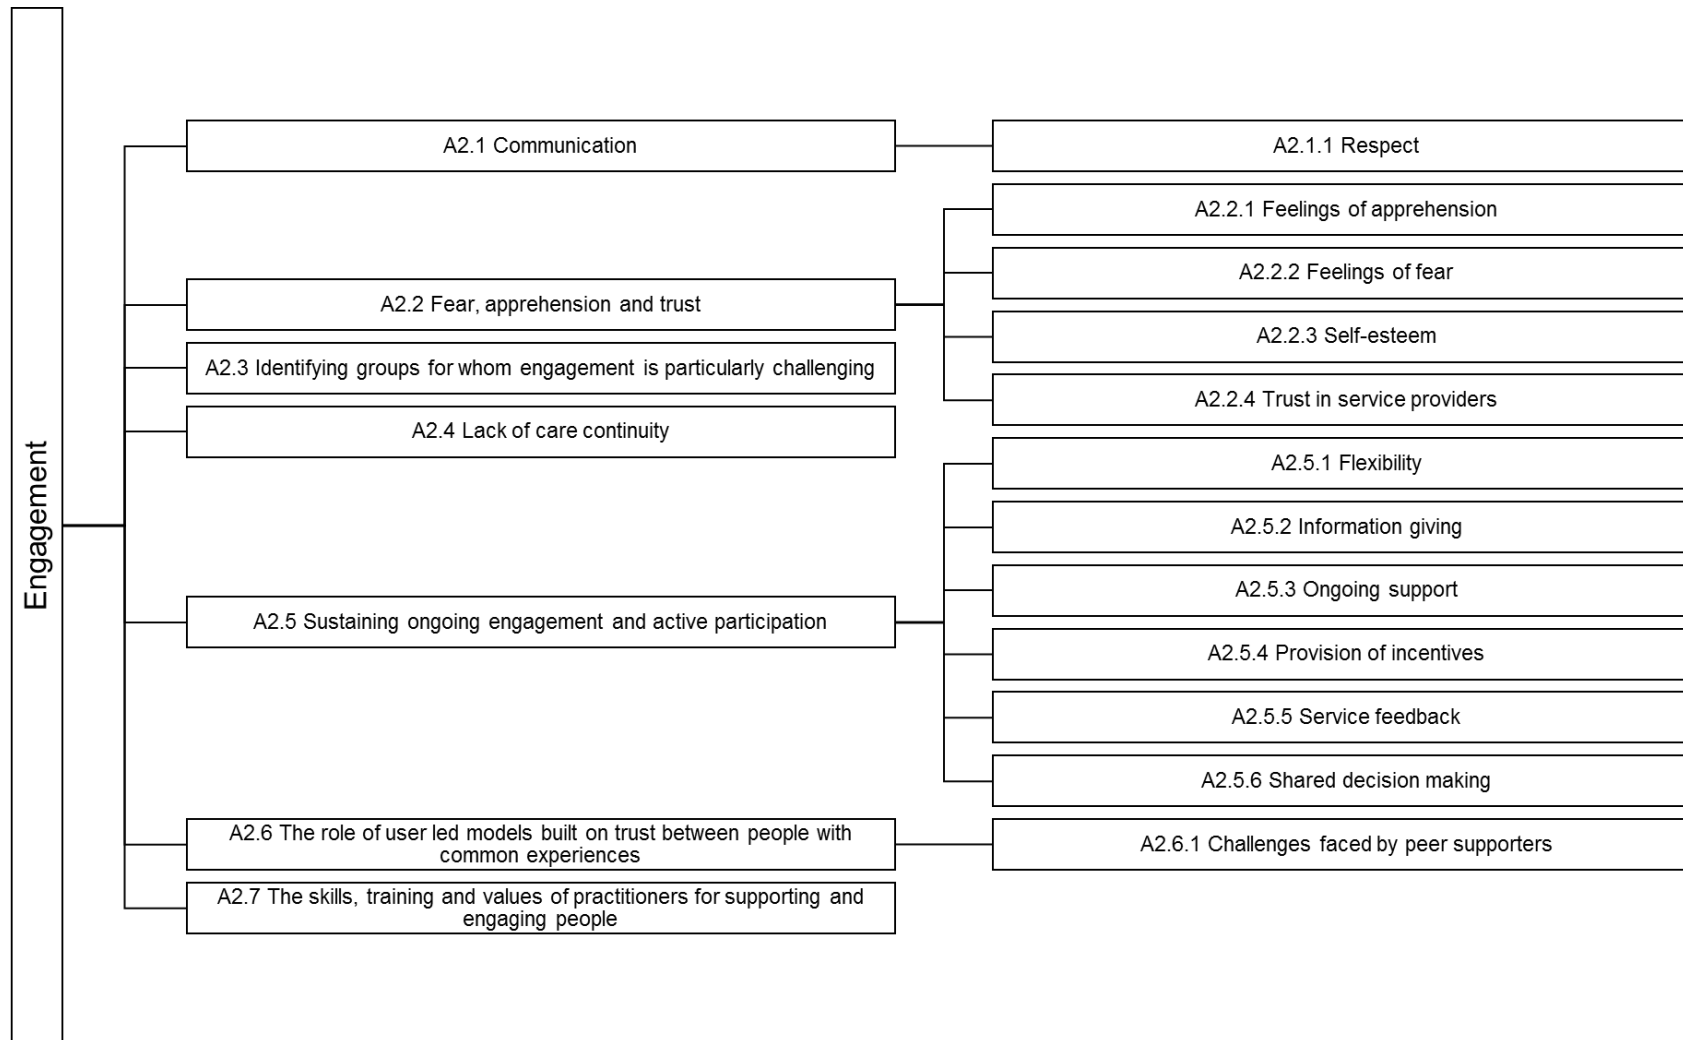 Engagement
A2.1 Communication
A2.1.1 Respect
A2.2 Fear, apprehension and trust
A2.2.1 Feelings of apprehension
A2.2.2 Feelings of fear
A2.2.3 Self-esteem
A2.2.4 Trust in service providers
A2.3 Identifying groups for whom engagement is particularly challenging
A2.4 Lack of care continuity
A2.5 Sustaining ongoing engagement and active participation
A2.5.1 Flexibility
A2.5.2 Information giving
A2.5.3 Ongoing support
A2.5.4 Provision of incentives
A2.5.5 Service feedback
A2.5.6 Shared decision making
A2.6 The role of user led models built on trust between people with
common experiences
A2.6.1 Challenges faced by peer supporters
A2.7 The skills, training and values of practitioners for supporting and
engaging people